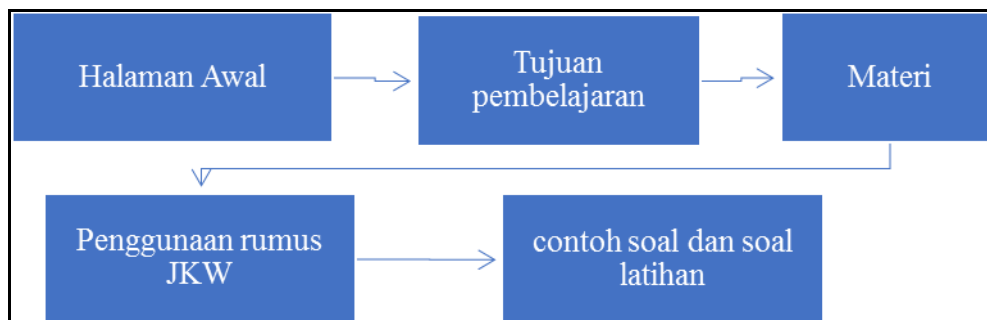 Halaman Awal
Tujuan
pembelajaran
Materi
Penggunaan rumus
JKW
contoh soal dan soal
latihan